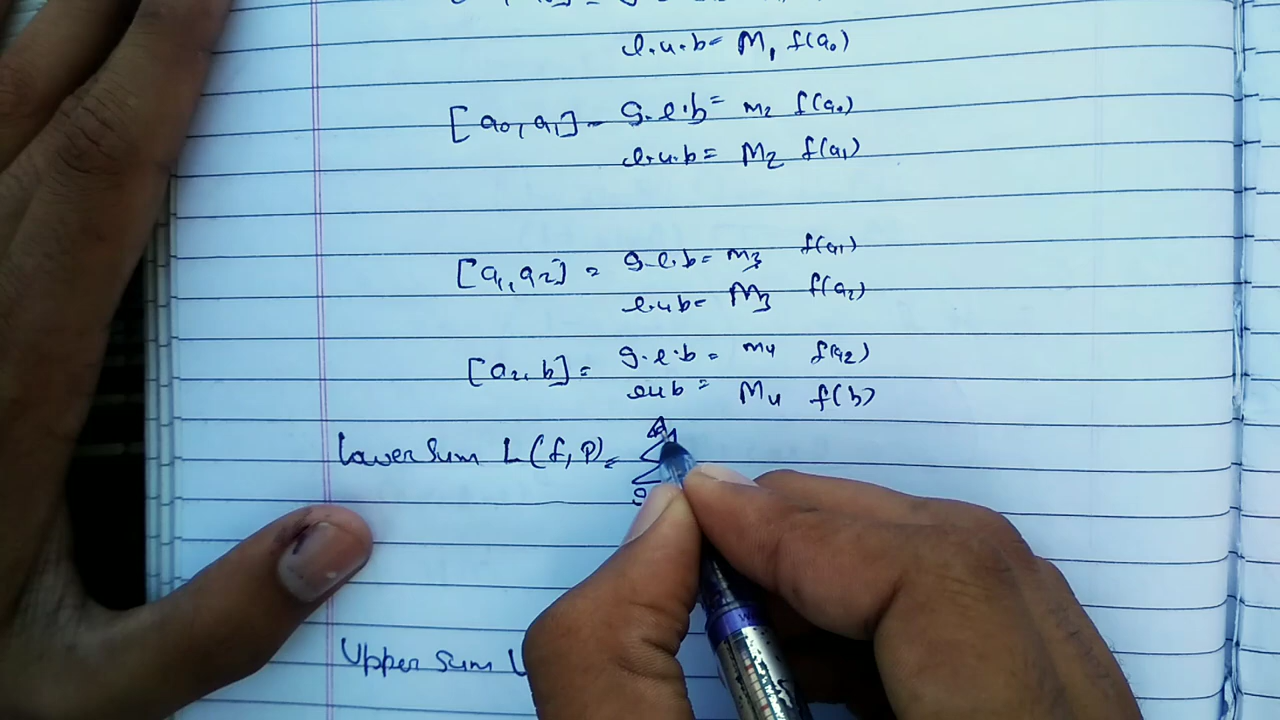 l.u.b = M1 f(a0)
[a0, a1] = g.l.b = m2 f(a0)
l.u.b = M2 f(a1)
[a1, a2] = g.l.b = m3 f(a1)
l.u.b = M3 f(a2)
[a2, b] = g.l.b = m4 f(a2)
lub = M4 f(b)
Lower Sum L(f, P) = Σ
Upper Sum